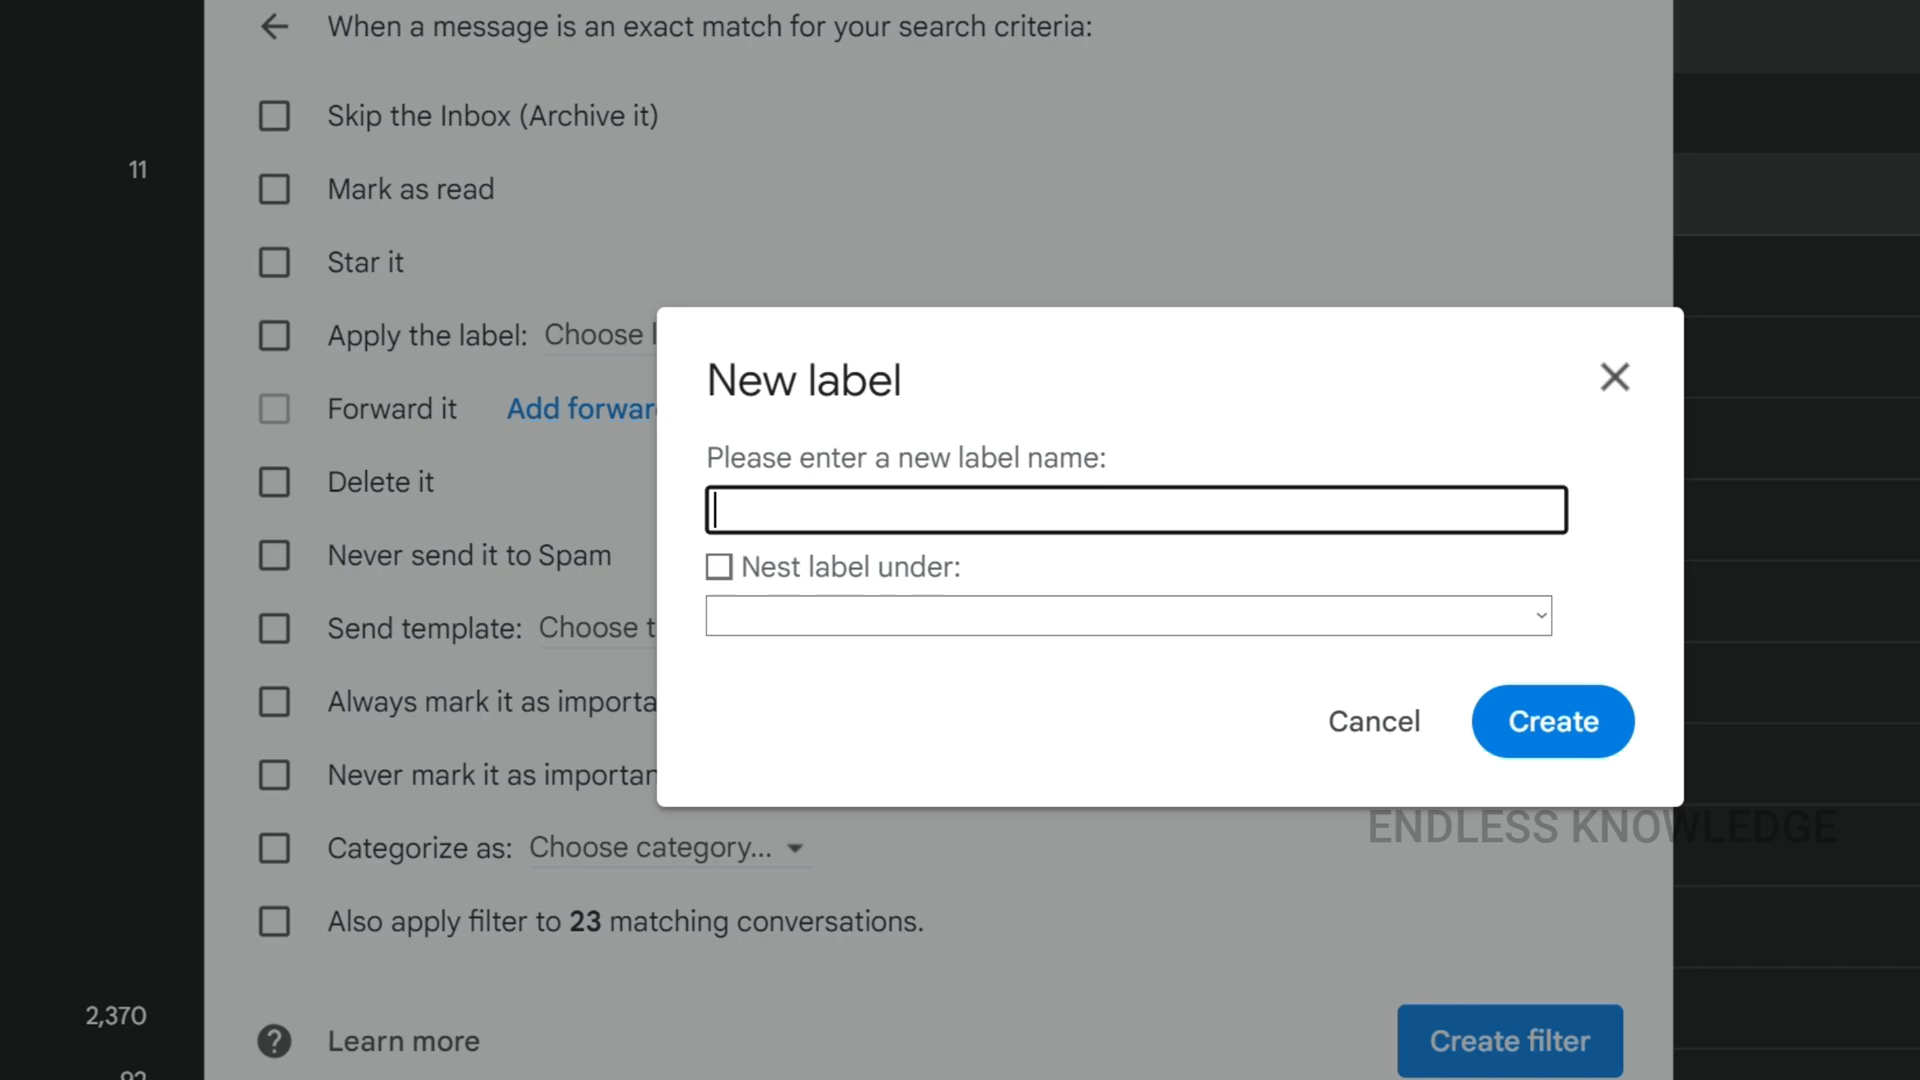 When a message is an exact match for your search criteria:
Skip the Inbox (Archive it)
11
Mark as read
Star it
Apply the label: Choose
Forward it Add
Delete it
Never send it to Spam
Send template: Choose
Always mark it as
Never mark it as
Categorize as: Choose category...
Also apply filter to 23 matching conversations.
2,370
Learn more
Create filter
New label
Please enter a new label name:
Nest label under:
Cancel
Create
ENDLESS KNOWLEDGE